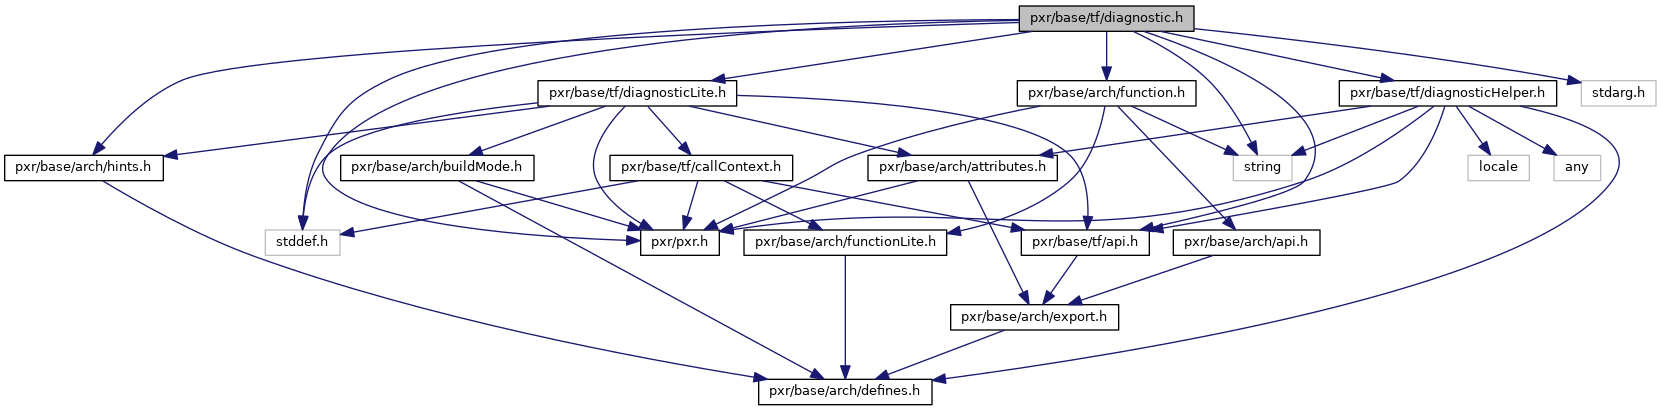 pxr/base/tf/diagnostic.h
pxr/base/tf/diagnosticLite.h
pxr/base/arch/function.h
pxr/base/tf/diagnosticHelper.h
stdarg.h
pxr/base/arch/hints.h
pxr/base/arch/buildMode.h
pxr/base/tf/callContext.h
pxr/base/arch/attributes.h
string
locale
any
stddef.h
pxr/pxr.h
pxr/base/arch/functionLite.h
pxr/base/tf/api.h
pxr/base/arch/api.h
pxr/base/arch/export.h
pxr/base/arch/defines.h